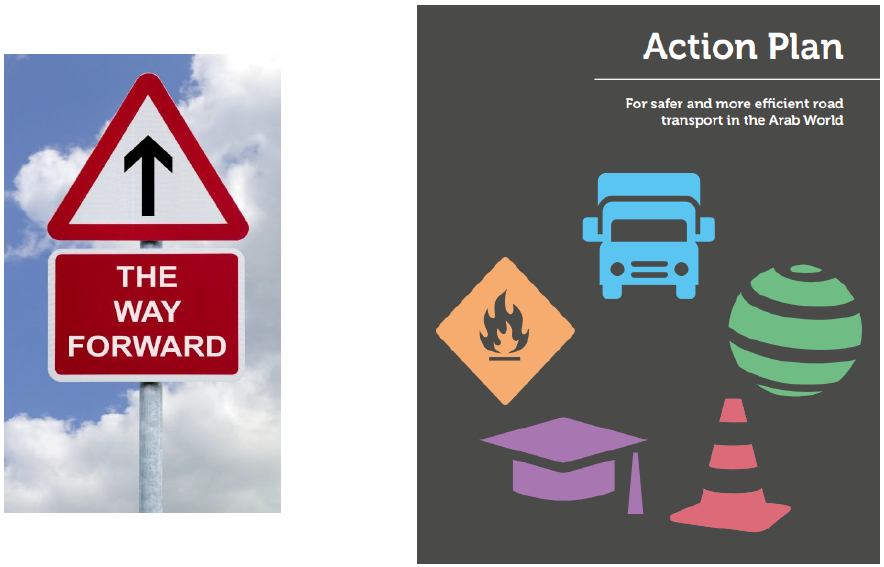 THE
WAY
FORWARD
Action Plan
For safer and more efficient road
transport in the Arab World